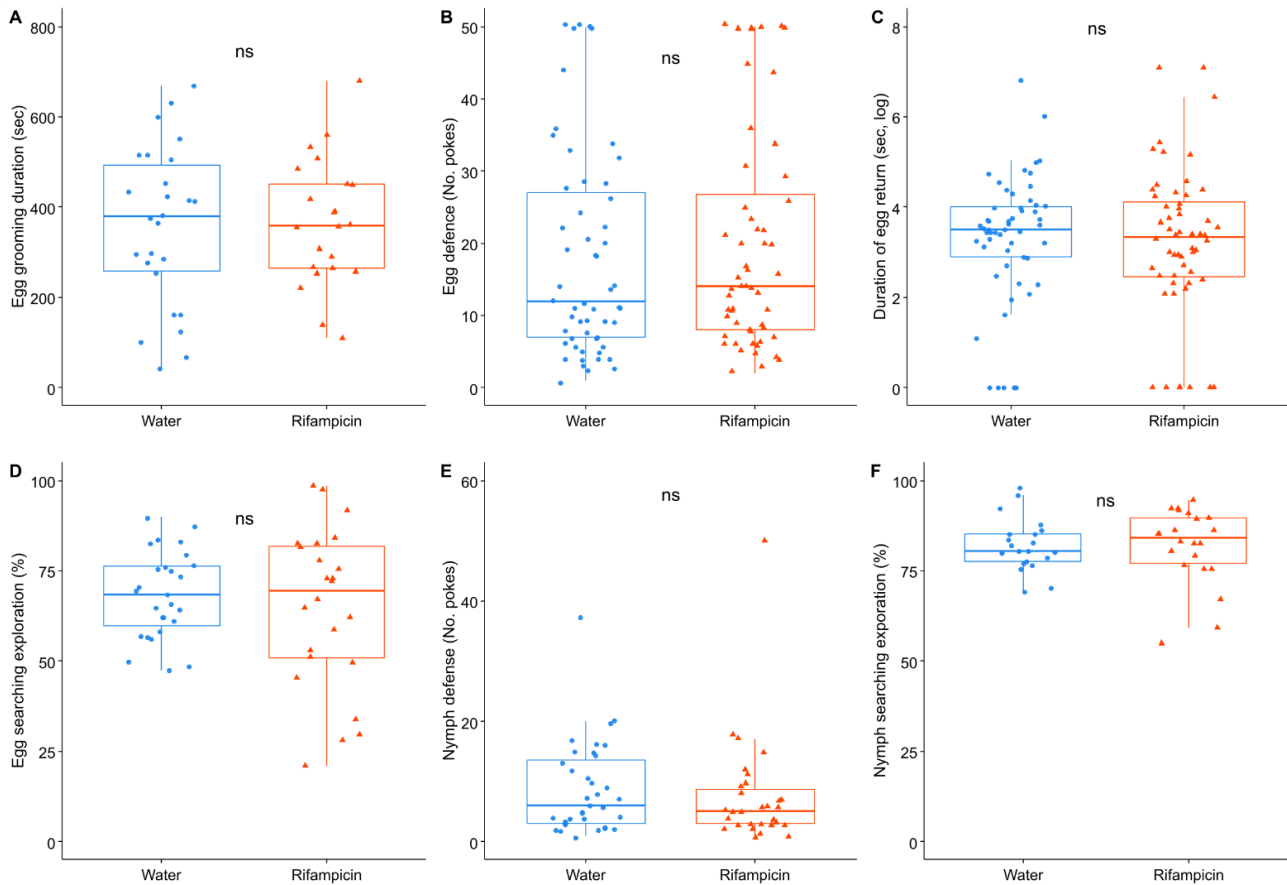 A
Egg grooming duration (sec)
800
600
400
200
0
ns
Water
Rifampicin
B
Egg defence (No. pokes)
50
40
30
20
10
0
ns
Water
Rifampicin
C
Duration of egg return (sec, log)
8
6
4
2
0
ns
Water
Rifampicin
D
Egg searching exploration (%)
100
75
50
25
0
ns
Water
Rifampicin
E
Nymph defense (No. pokes)
60
40
20
0
ns
Water
Rifampicin
F
Nymph searching exporation (%)
100
75
50
25
0
ns
Water
Rifampicin